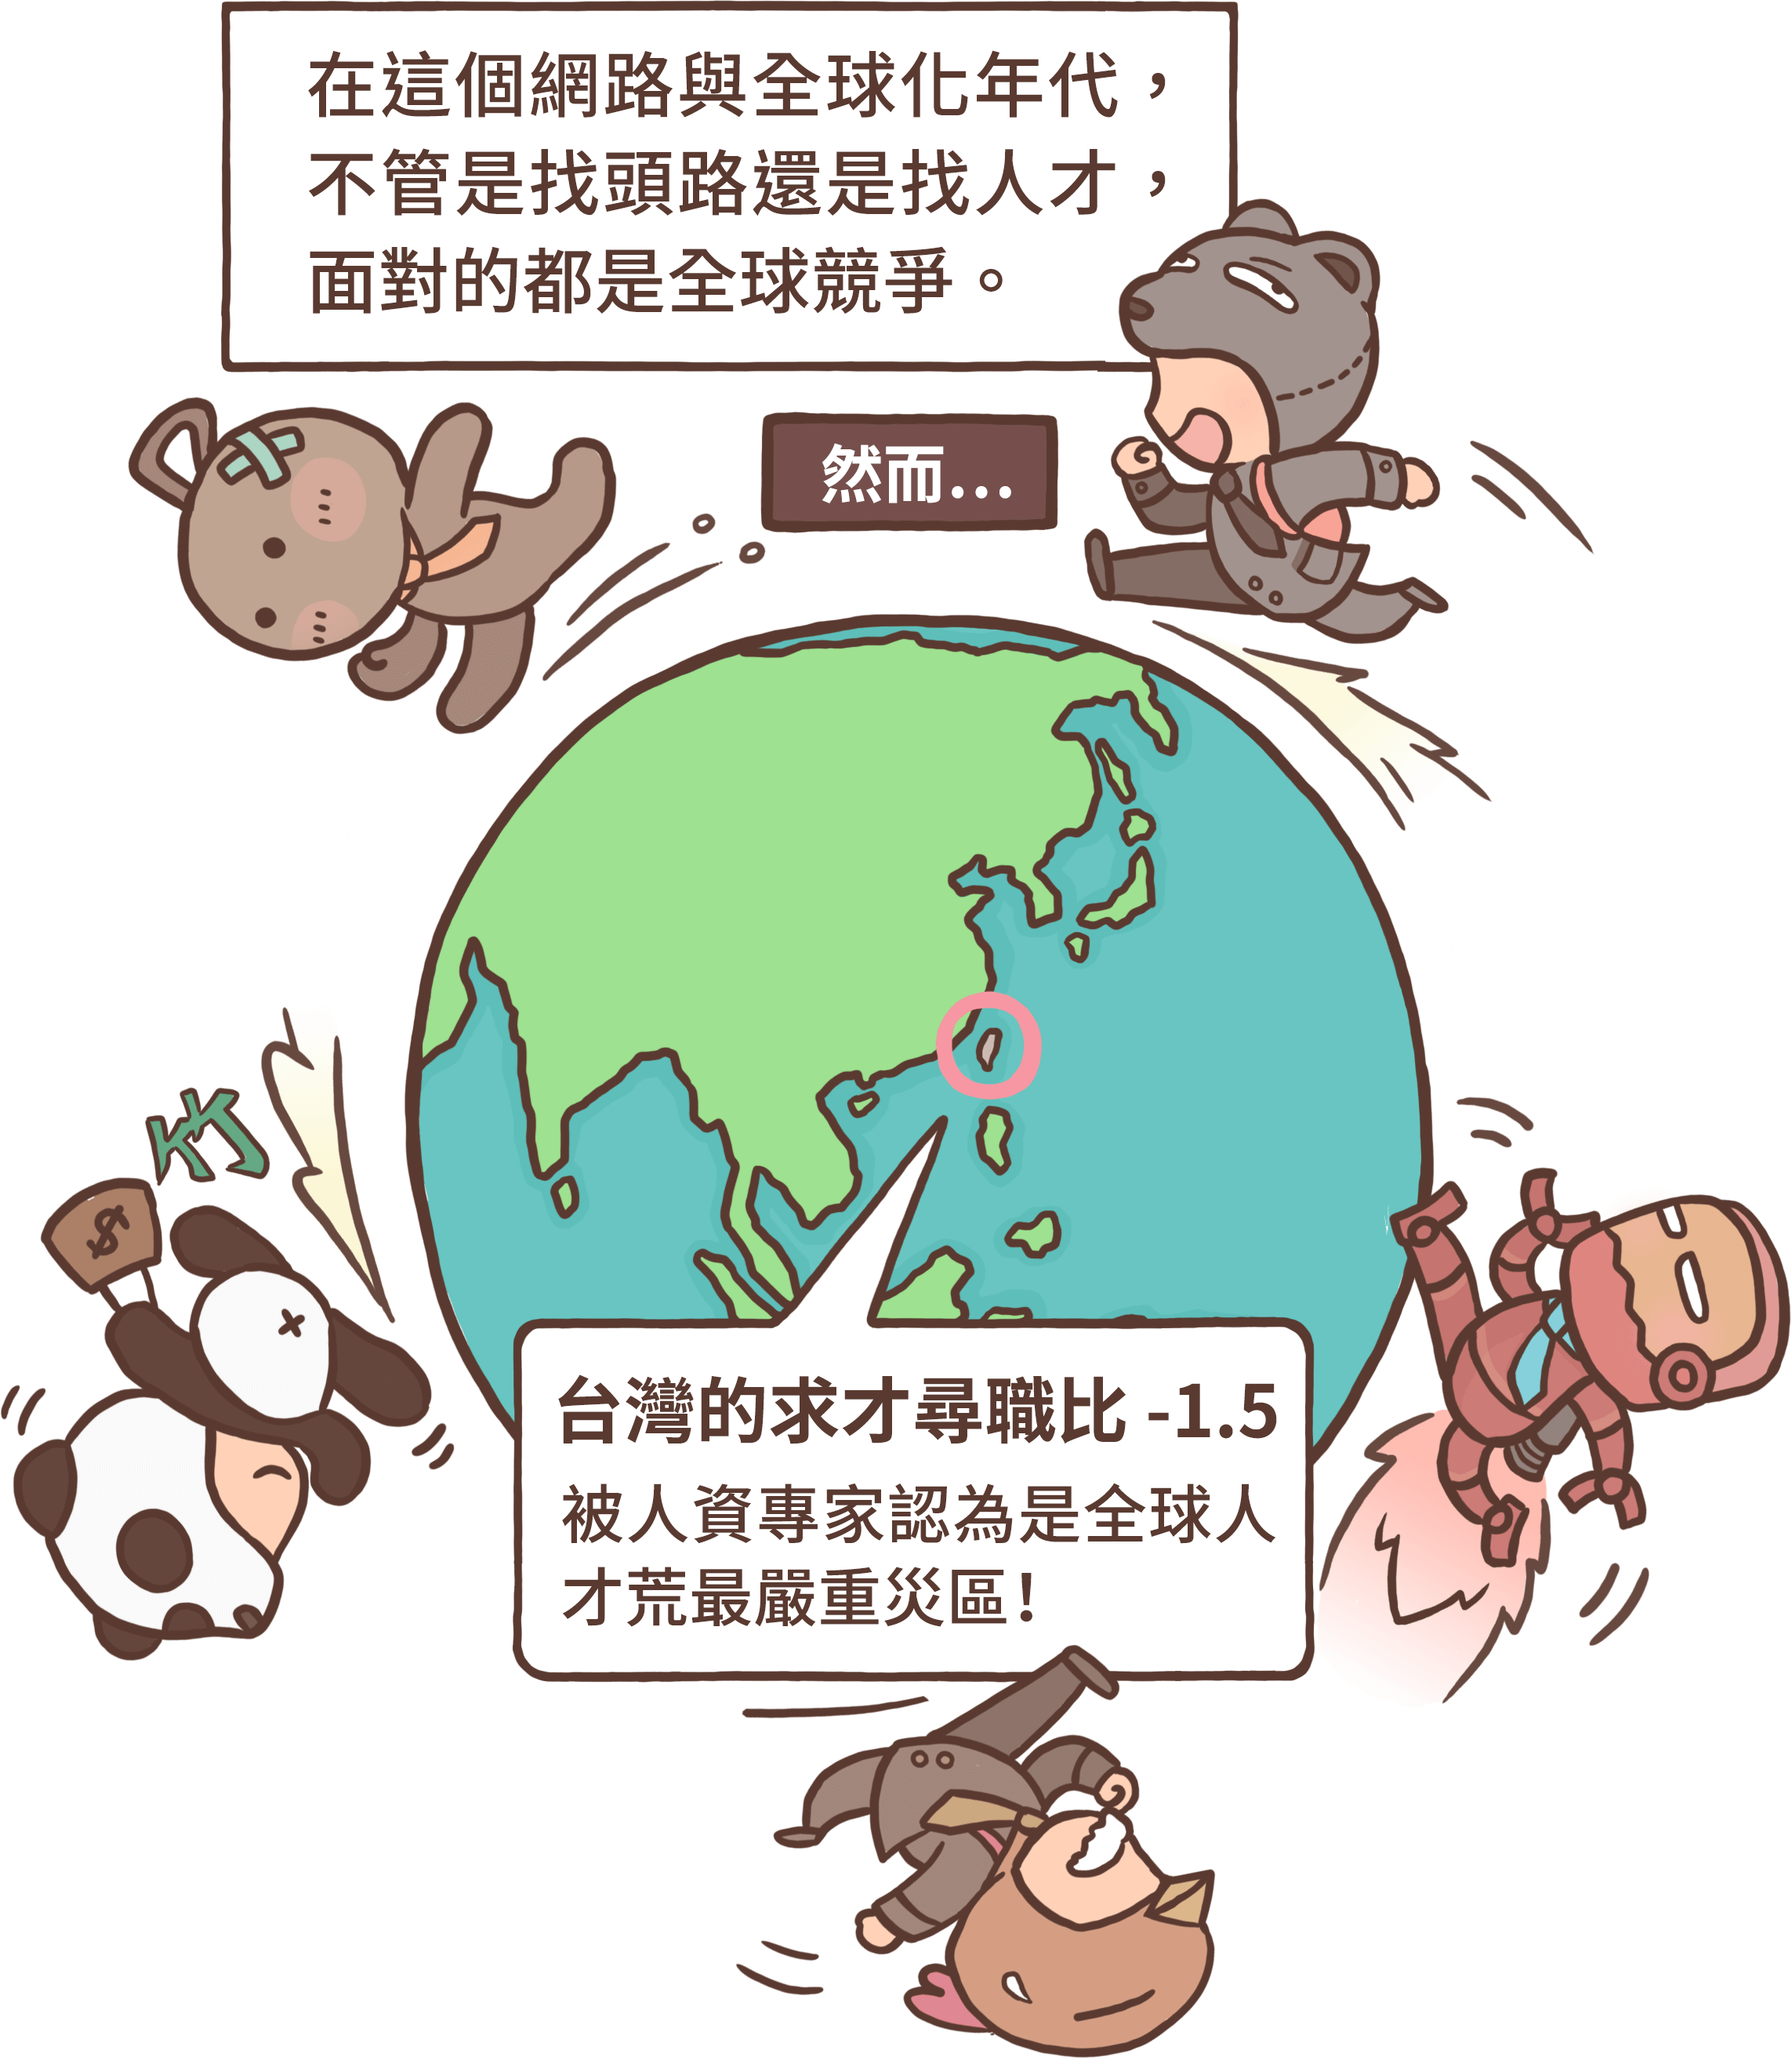 在這個網路與全球化年代，
不管是找頭路還是找人才，
面對的都是全球競爭。
然而...
竹
$
台灣的求才尋職比 -1.5
被人資專家認為是全球人
才荒最嚴重災區！